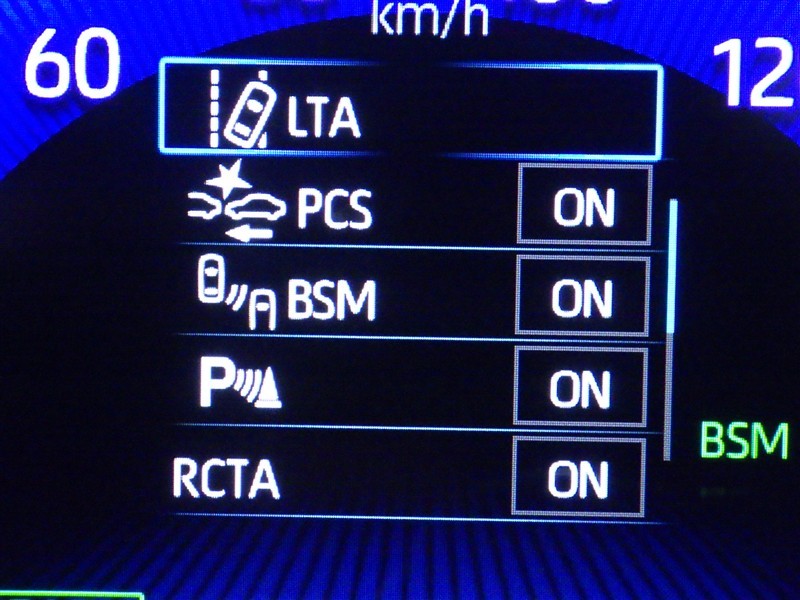 km/h
60
12
LTA
PCS ON
BSM ON
P ON
BSM
RCTA ON